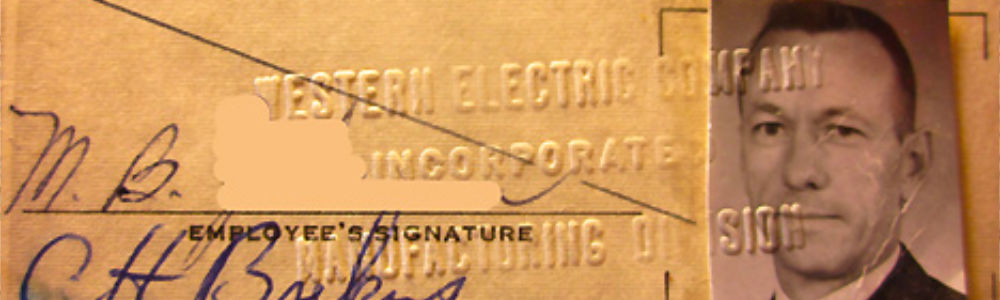 WESTERN ELECTRIC COMPANY
INCORPORATED
M. B.
EMPLOYEE'S SIGNATURE
MANUFACTURING DIVISION
C H